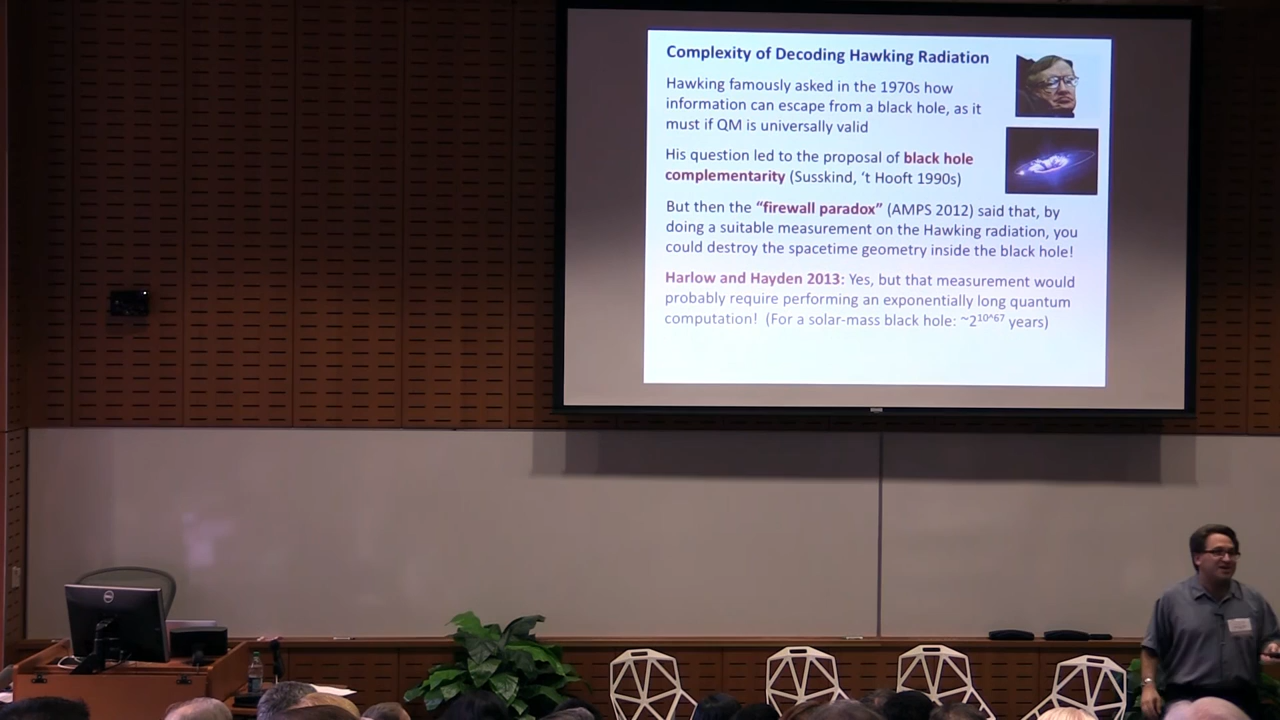 Complexity of Decoding Hawking Radiation
Hawking famously asked in the 1970s how
information can escape from a black hole, as it
must if QM is universally valid
His question led to the proposal of black hole
complementarity (Susskind, ‘t Hooft 1990s)
But then the “firewall paradox” (AMPS 2012) said that, by
doing a suitable measurement on the Hawking radiation, you
could destroy the spacetime geometry inside the black hole!
Harlow and Hayden 2013: Yes, but that measurement would
probably require performing an exponentially long quantum
computation! (For a solar-mass black hole: ~2^10^67 years)
DELL